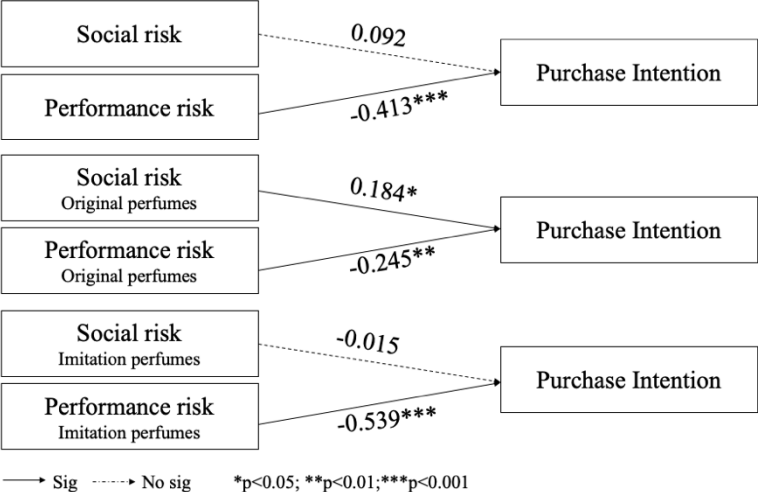 Social risk
0.092
Purchase Intention
Performance risk
-0.413***
Social risk
Original perfumes
0.184*
Purchase Intention
Performance risk
Original perfumes
-0.245**
Social risk
Imitation perfumes
-0.015
Purchase Intention
Performance risk
Imitation perfumes
-0.539***
Sig No sig *p<0.05; **p<0.01;***p<0.001